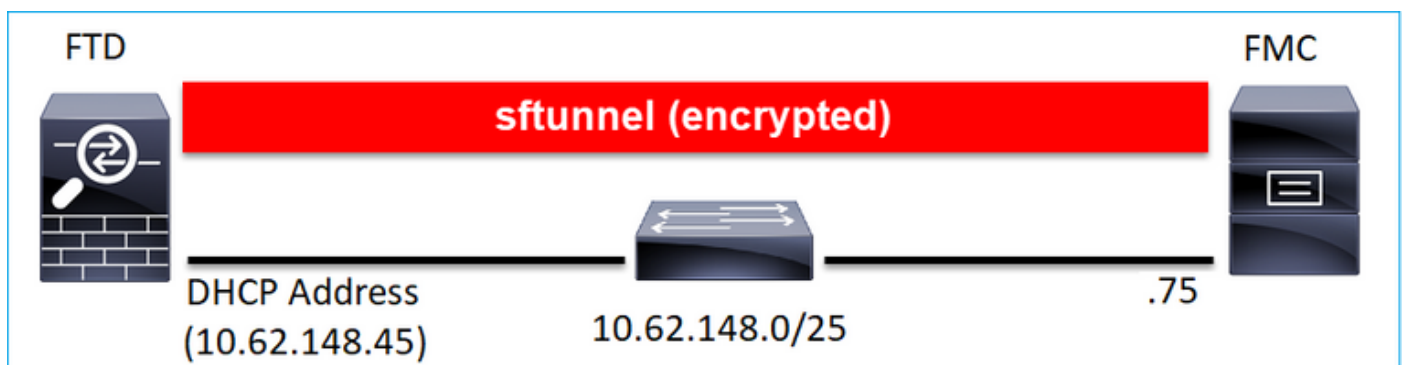 FTD
FMC
sftunnel (encrypted)
DHCP Address
(10.62.148.45)
10.62.148.0/25
.75